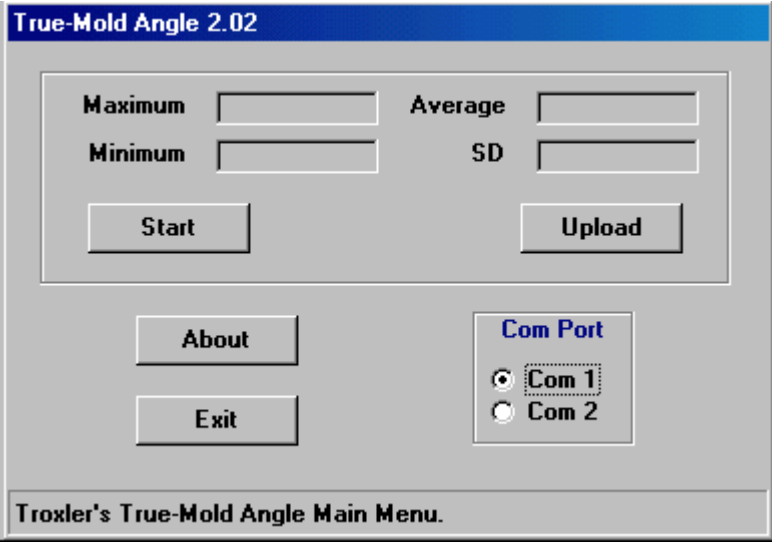 True-Mold Angle 2.02
Maximum Average
Minimum SD
Start Upload
About
Com Port
Com 1
Com 2
Exit
Troxler's True-Mold Angle Main Menu.